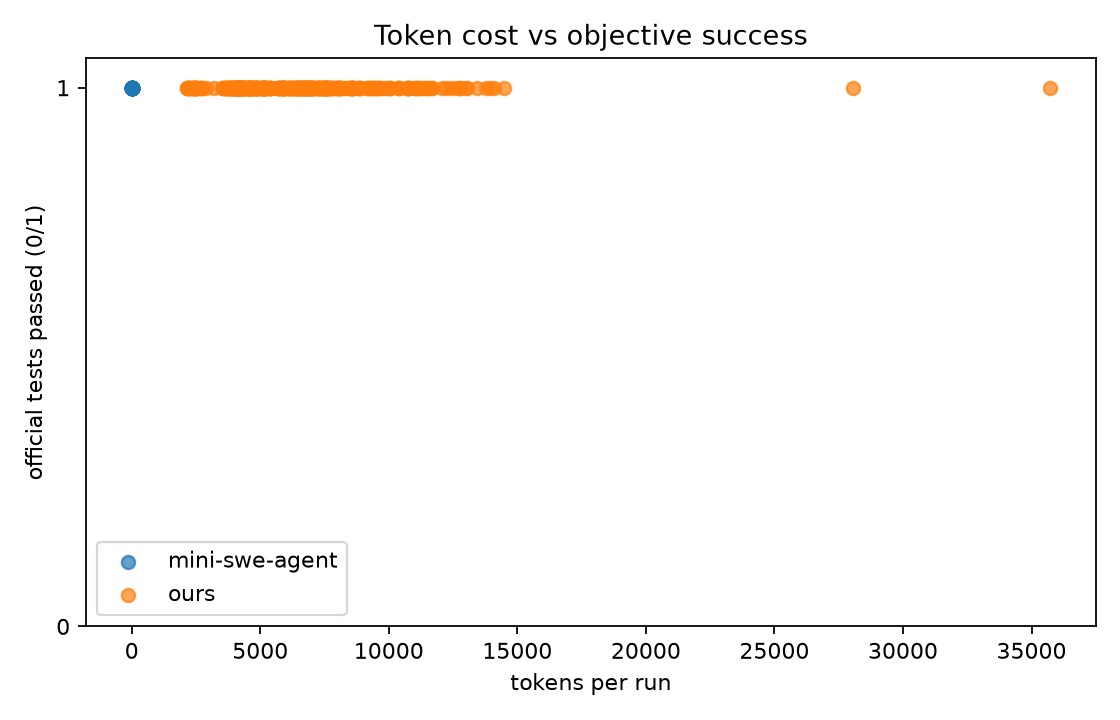 Token cost vs objective success
official tests passed (0/1)
1
0
mini-swe-agent
ours
0 5000 10000 15000 20000 25000 30000 35000
tokens per run